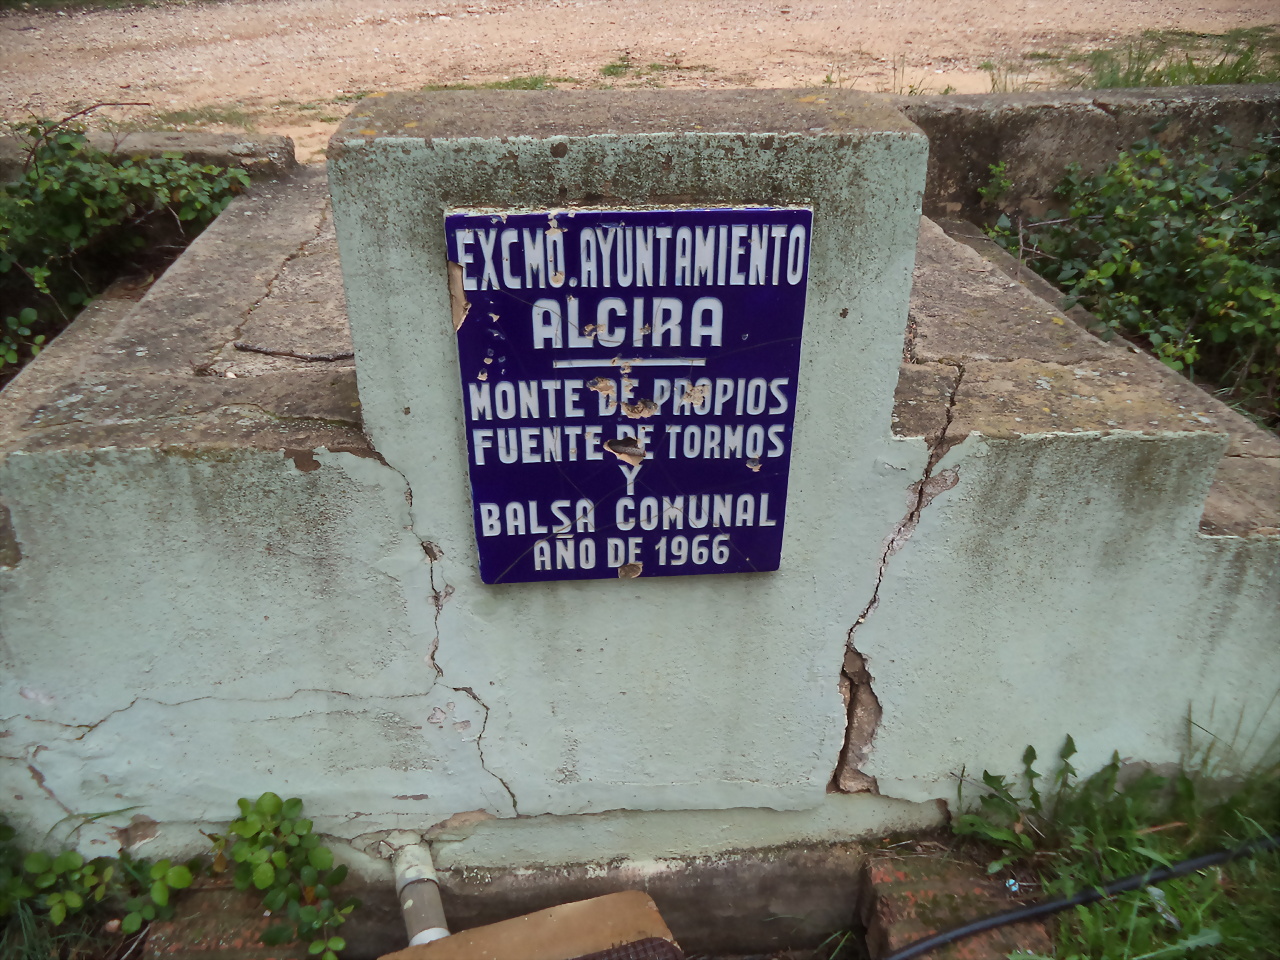 EXCMO. AYUNTAMIENTO
ALCIRA
MONTE DE PROPIOS
FUENTE DE TORMOS
Y
BALSA COMUNAL
AÑO DE 1966